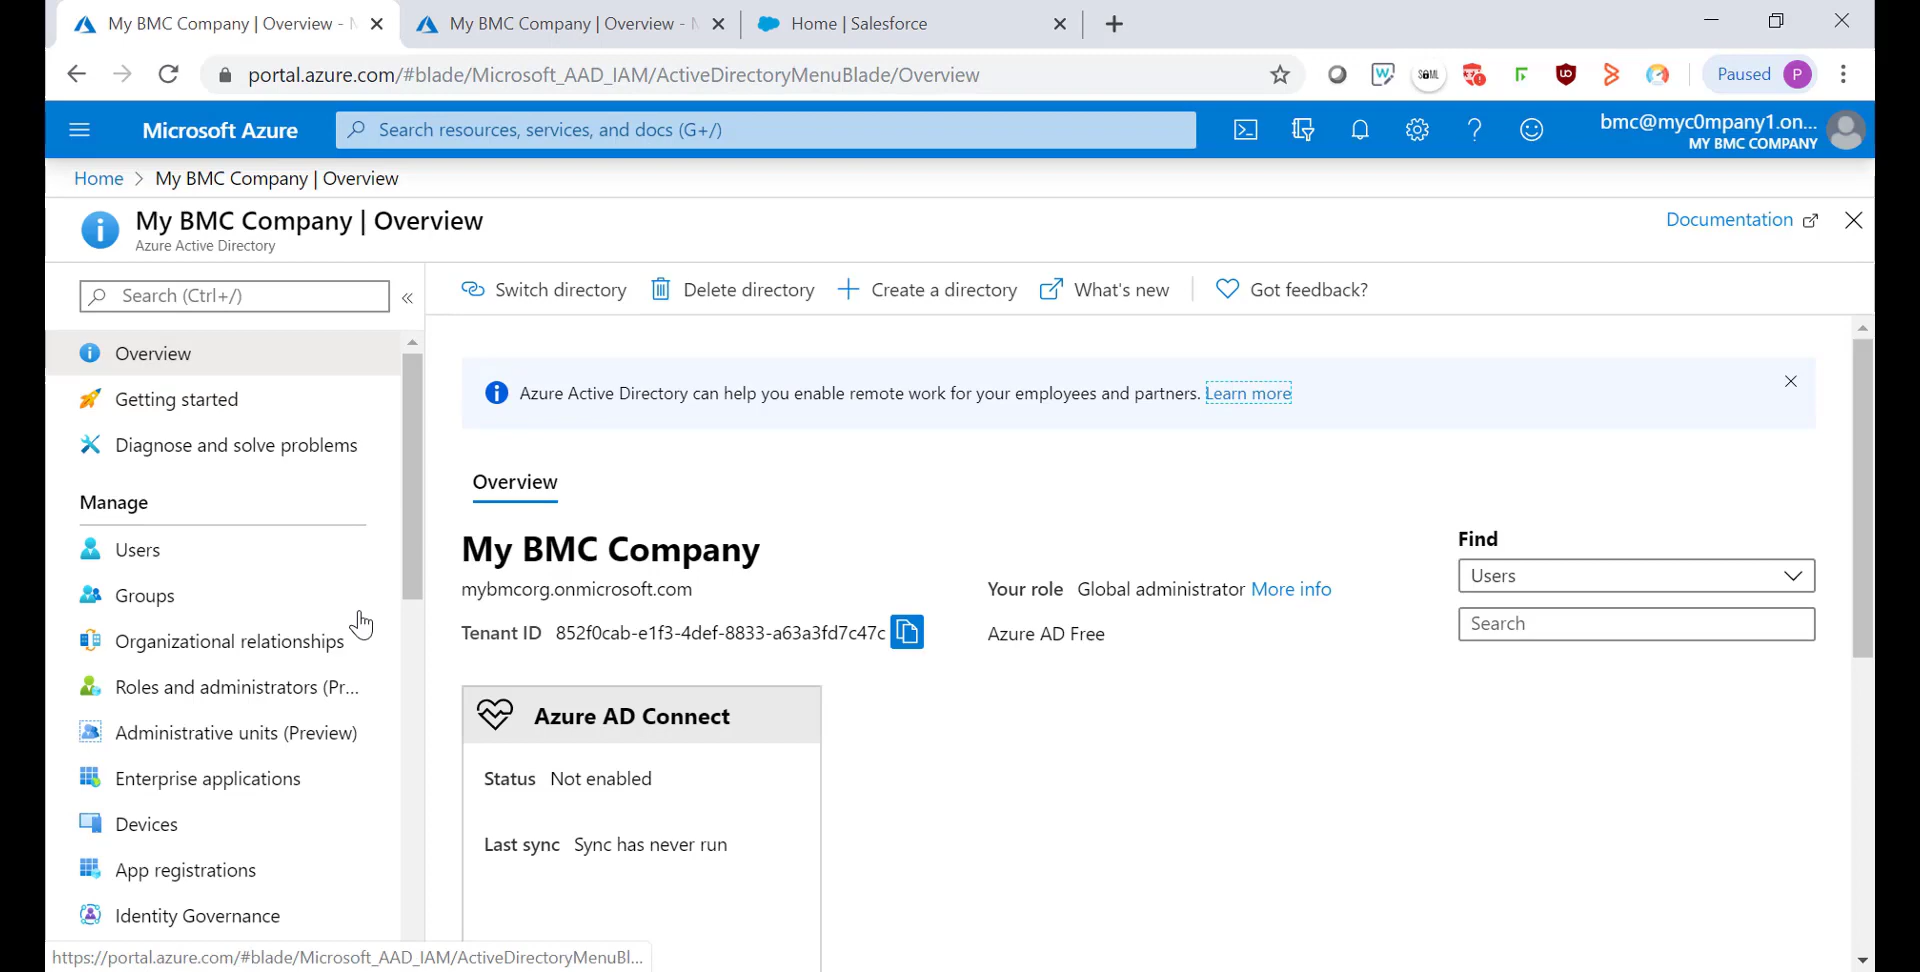 My BMC Company | Overview -
My BMC Company | Overview -
Home | Salesforce
portal.azure.com/#blade/Microsoft_AAD_IAM/ActiveDirectoryMenuBlade/Overview
SAML
Paused P
Microsoft Azure
Search resources, services, and docs (G+/)
bmc@myc0mpany1.on...
MY BMC COMPANY
Home > My BMC Company | Overview
My BMC Company | Overview
Azure Active Directory
Documentation
Search (Ctrl+/)
«
Switch directory
Delete directory
Create a directory
What's new
Got feedback?
Overview
Getting started
Diagnose and solve problems
Manage
Users
Groups
Organizational relationships
Roles and administrators (Pr...
Administrative units (Preview)
Enterprise applications
Devices
App registrations
Identity Governance
Azure Active Directory can help you enable remote work for your employees and partners. Learn more
Overview
My BMC Company
mybmcorg.onmicrosoft.com
Tenant ID 852f0cab-e1f3-4def-8833-a63a3fd7c47c
Your role Global administrator More info
Azure AD Free
Find
Users
Search
Azure AD Connect
Status Not enabled
Last sync Sync has never run
https://portal.azure.com/#blade/Microsoft_AAD_IAM/ActiveDirectoryMenuBl...